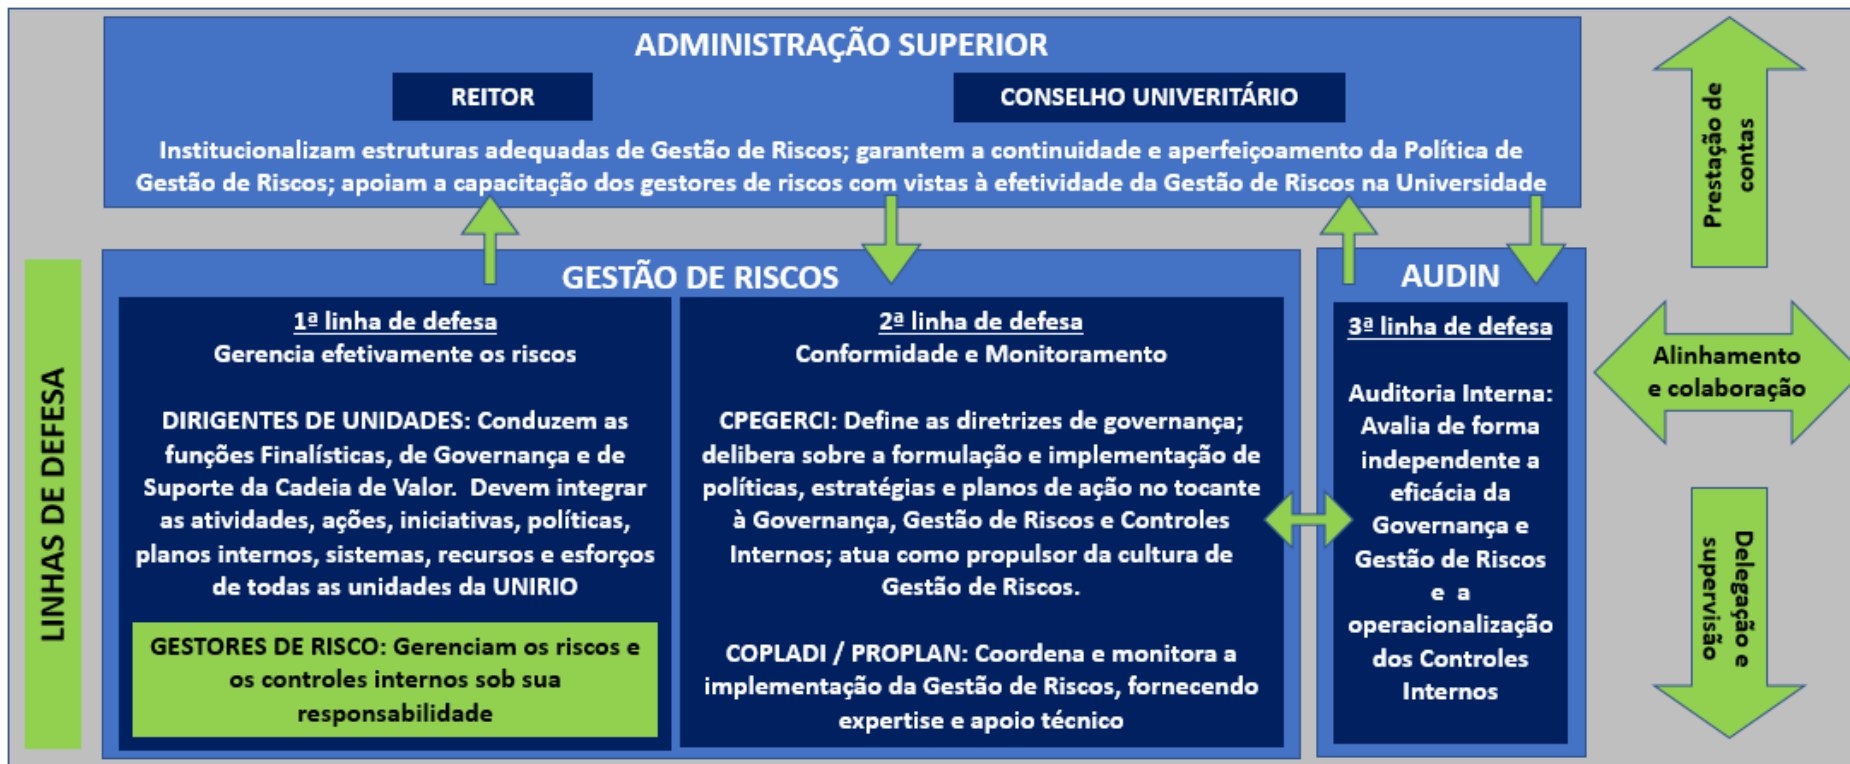 ADMINISTRAÇÃO SUPERIOR
REITOR
CONSELHO UNIVERITÁRIO
Institucionalizam estruturas adequadas de Gestão de Riscos; garantem a continuidade e aperfeiçoamento da Política de
Gestão de Riscos; apoiam a capacitação dos gestores de riscos com vistas à efetividade da Gestão de Riscos na Universidade
LINHAS DE DEFESA
GESTÃO DE RISCOS
1ª linha de defesa
Gerencia efetivamente os riscos
DIRIGENTES DE UNIDADES: Conduzem as
funções Finalísticas, de Governança e de
Suporte da Cadeia de Valor.  Devem integrar
as atividades, ações, iniciativas, políticas,
planos internos, sistemas, recursos e esforços
de todas as unidades da UNIRIO
GESTORES DE RISCO: Gerenciam os riscos e
os controles internos sob sua
responsabilidade
2ª linha de defesa
Conformidade e Monitoramento
CPEGERCI: Define as diretrizes de governança;
delibera sobre a formulação e implementação de
políticas, estratégias e planos de ação no tocante
à Governança, Gestão de Riscos e Controles
Internos; atua como propulsor da cultura de
Gestão de Riscos.
COPLADI / PROPLAN: Coordena e monitora a
implementação da Gestão de Riscos, fornecendo
expertise e apoio técnico
AUDIN
3ª linha de defesa
Auditoria Interna:
Avalia de forma
independente a
eficácia da
Governança e
Gestão de Riscos
e a
operacionalização
dos Controles
Internos
Prestação de
contas
Alinhamento
e colaboração
Delegação e
supervisão